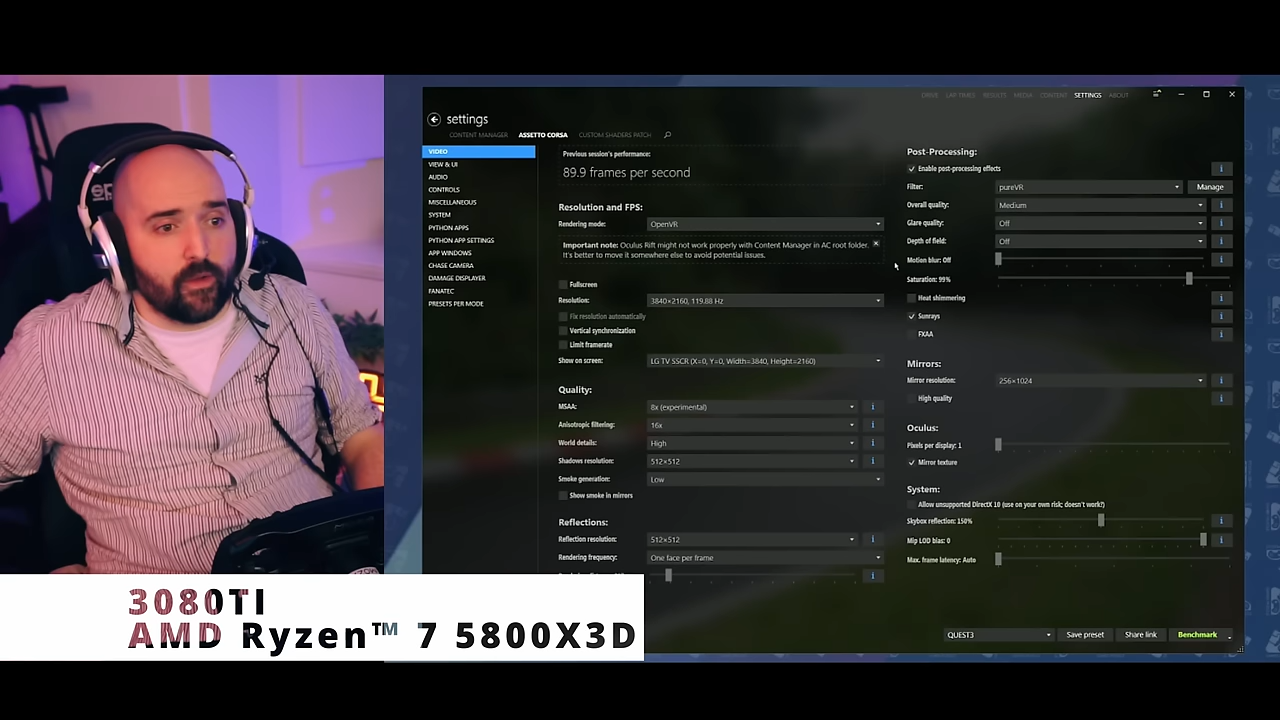 DRIVE LAP TIMES RESULTS MEDIA CONTENT SETTINGS ABOUT
settings
CONTENT MANAGER ASSETTO CORSA CUSTOM SHADERS PATCH
VIDEO
VIEW & UI
AUDIO
CONTROLS
MISCELLANEOUS
SYSTEM
PYTHON APPS
PYTHON APP SETTINGS
APP WINDOWS
CHASE CAMERA
DAMAGE DISPLAYER
FANATEC
PRESETS PER MODE
Previous session's performance:
89.9 frames per second
Resolution and FPS:
Rendering mode: OpenVR
Important note: Oculus Rift might not work properly with Content Manager in AC root folder.
It's better to move it somewhere else to avoid potential issues.
Fullscreen
Resolution: 3840×2160, 119.88 Hz
Fix resolution automatically
Vertical synchronization
Limit framerate
Show on screen: LG TV SSCR (X=0, Y=0, Width=3840, Height=2160)
Quality:
MSAA: 8x (experimental)
Anisotropic filtering: 16x
World details: High
Shadows resolution: 512×512
Smoke generation: Low
Show smoke in mirrors
Reflections:
Reflection resolution: 512×512
Rendering frequency: One face per frame
Post-Processing:
Enable post-processing effects
Filter: pureVR Manage
Overall quality: Medium
Glare quality: Off
Depth of field: Off
Motion blur: Off
Saturation: 99%
Heat shimmering
Sunrays
FXAA
Mirrors:
Mirror resolution: 256×1024
High quality
Oculus:
Pixels per display: 1
Mirror texture
System:
Allow unsupported DirectX 10 (use on your own risk; doesn't work!)
Skybox reflection: 150%
Mip LOD bias: 0
Max. frame latency: Auto
QUEST3 Save preset Share link Benchmark
3080TI
AMD Ryzen™ 7 5800X3D